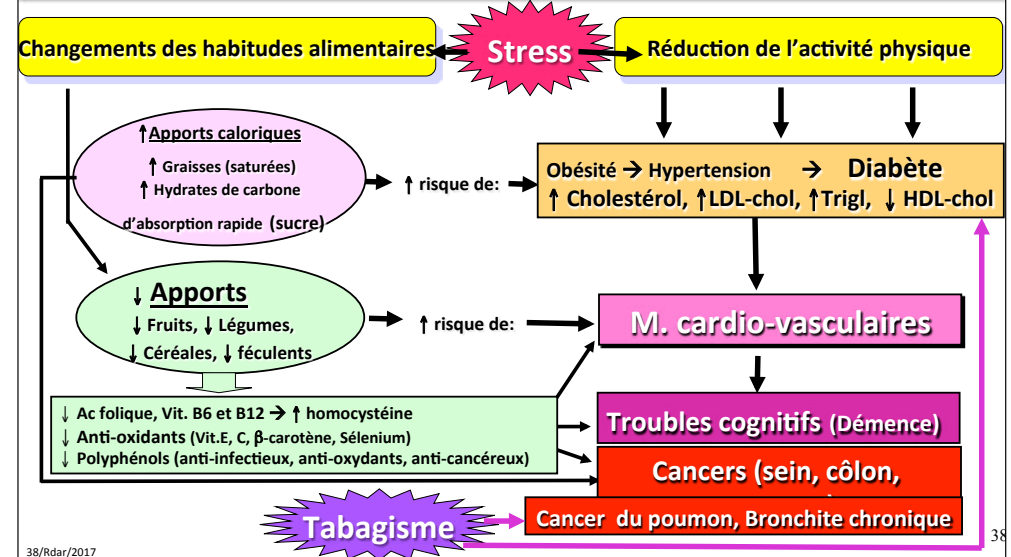 Changements des habitudes alimentaires
Stress
Réduction de l’activité physique
↑Apports caloriques
↑ Graisses (saturées)
↑ Hydrates de carbone
d’absorption rapide (sucre)
↑ risque de:
Obésité → Hypertension → Diabète
↑ Cholestérol, ↑LDL-chol, ↑Trigl, ↓ HDL-chol
↓ Apports
↓ Fruits, ↓ Légumes,
↓ Céréales, ↓ féculents
↑ risque de:
M. cardio-vasculaires
↓ Ac folique, Vit. B6 et B12 → ↑ homocystéine
↓ Anti-oxidants (Vit.E, C, β-carotène, Sélenium)
↓ Polyphénols (anti-infectieux, anti-oxydants, anti-cancéreux)
Troubles cognitifs (Démence)
Cancers (sein, côlon,
Tabagisme
Cancer du poumon, Bronchite chronique
38
38/Rdar/2017